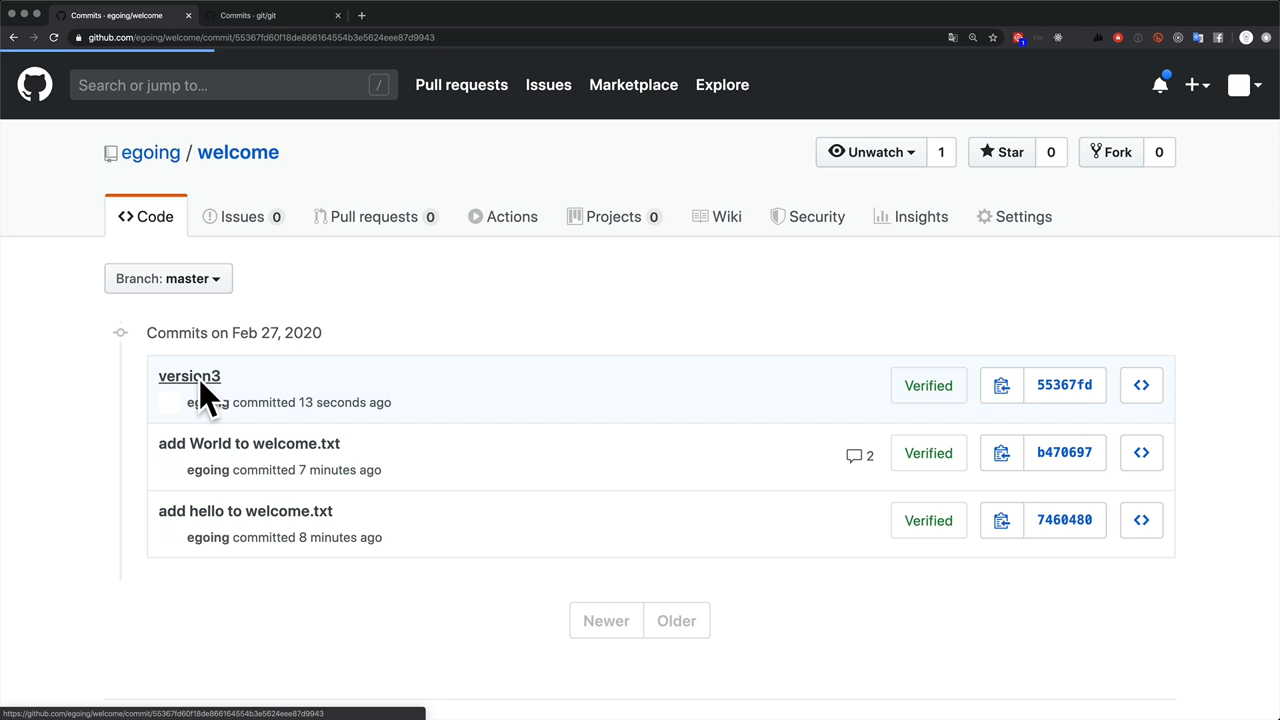 Commits · egoing/welcome
Commits · git/git
github.com/egoing/welcome/commit/55367fd60f18de866164554b3e5624eee87d9943
Search or jump to…
/
Pull requests
Issues
Marketplace
Explore
egoing / welcome
Unwatch
1
Star
0
Fork
0
Code
Issues 0
Pull requests 0
Actions
Projects 0
Wiki
Security
Insights
Settings
Branch: master
Commits on Feb 27, 2020
version3
egoing committed 13 seconds ago
Verified
55367fd
add World to welcome.txt
egoing committed 7 minutes ago
2
Verified
b470697
add hello to welcome.txt
egoing committed 8 minutes ago
Verified
7460480
Newer
Older
https://github.com/egoing/welcome/commit/55367fd60f18de866164554b3e5624eee87d9943